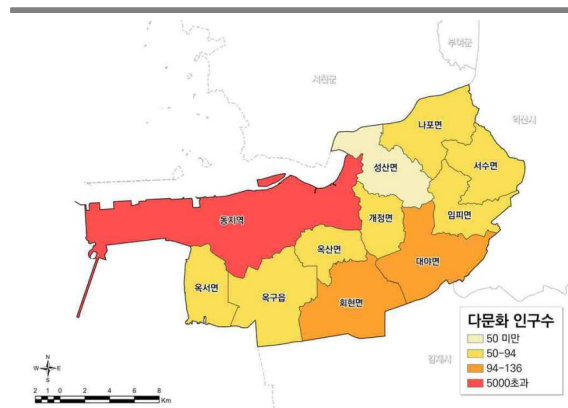 부여군
서천군
익산시
나포면
서수면
성산면
임피면
개정면
동지역
옥산면
대야면
옥서면
옥구읍
회현면
김제시
다문화 인구수
50 미만
50-94
94-136
5000초과
N
W E
S
2 1 0 2 4 6 8
Km